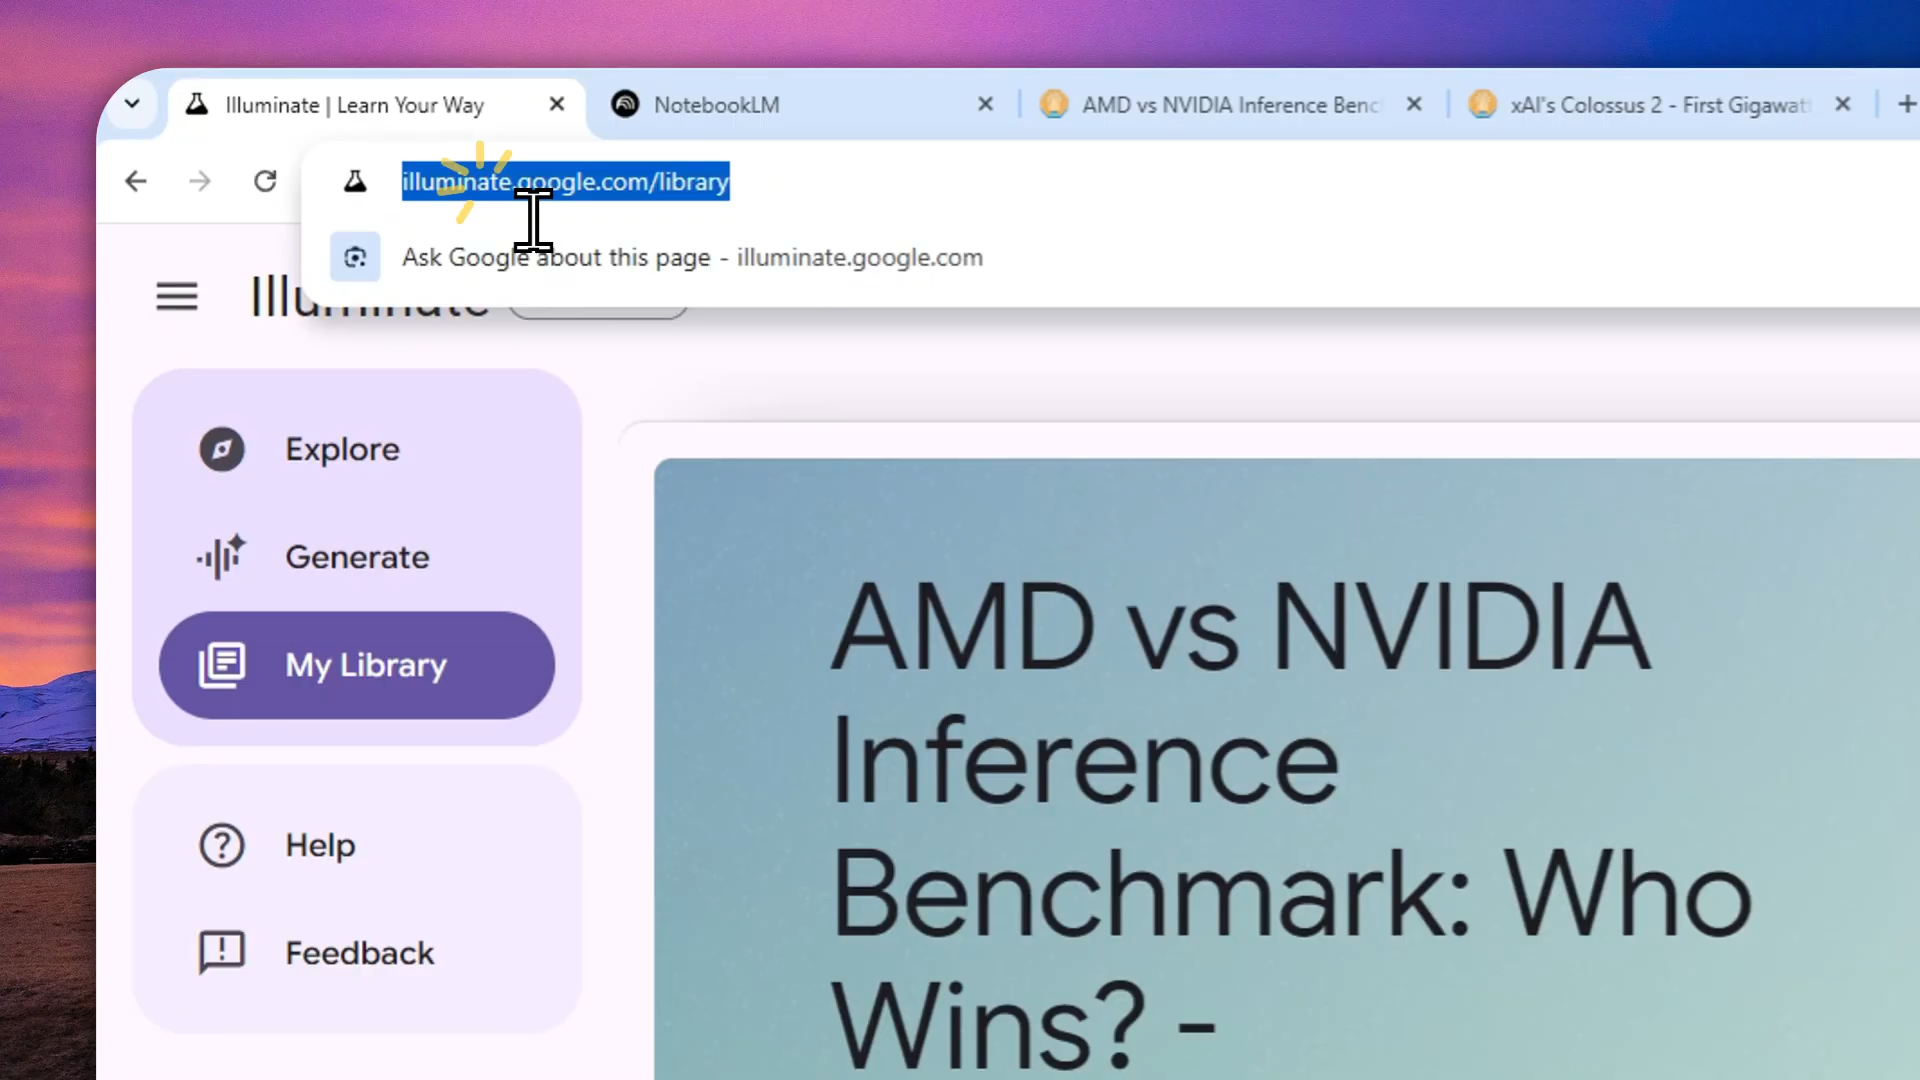 Illuminate | Learn Your Way
NotebookLM
AMD vs NVIDIA Inference Benc
xAI's Colossus 2 - First Gigawat
illuminate.google.com/library
Ask Google about this page - illuminate.google.com
Illuminate
Explore
Generate
My Library
Help
Feedback
AMD vs NVIDIA
Inference
Benchmark: Who
Wins? -